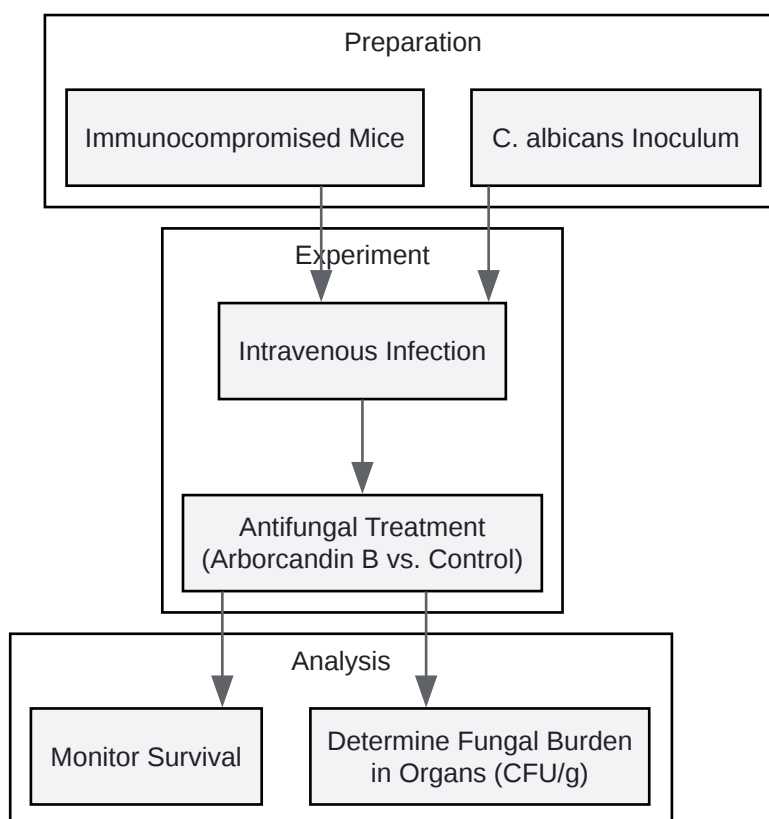 Preparation
Immunocompromised Mice
C. albicans Inoculum
Experiment
Intravenous Infection
Antifungal Treatment
(Arborcandin B vs. Control)
Analysis
Monitor Survival
Determine Fungal Burden
in Organs (CFU/g)